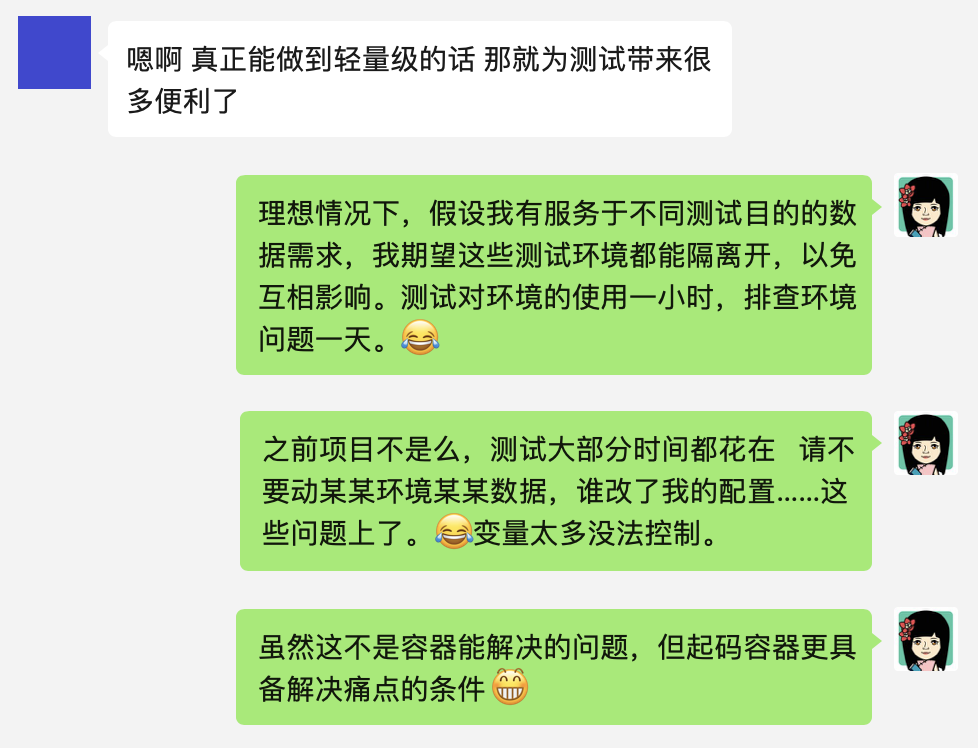 嗯啊 真正能做到轻量级的话 那就为测试带来很
多便利了
理想情况下，假设我有服务于不同测试目的的数
据需求，我期望这些测试环境都能隔离开，以免
互相影响。测试对环境的使用一小时，排查环境
问题一天。😂
之前项目不是么，测试大部分时间都花在 请不
要动某某环境某某数据，谁改了我的配置……这
些问题上了。😂变量太多没法控制。
虽然这不是容器能解决的问题，但起码容器更具
备解决痛点的条件😁